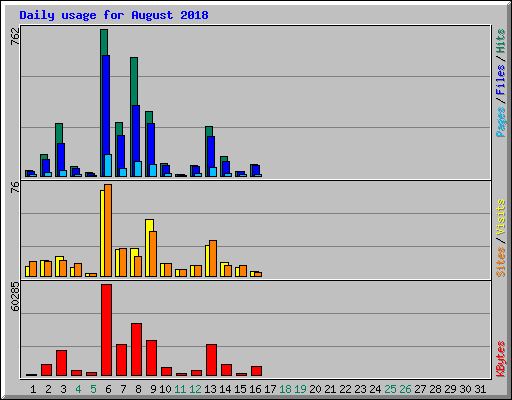 Daily usage for August 2018
762
Pages / Files / Hits
76
Sites / Visits
60285
KBytes
1 2 3 4 5 6 7 8 9 10 11 12 13 14 15 16 17 18 19 20 21 22 23 24 25 26 27 28 29 30 31